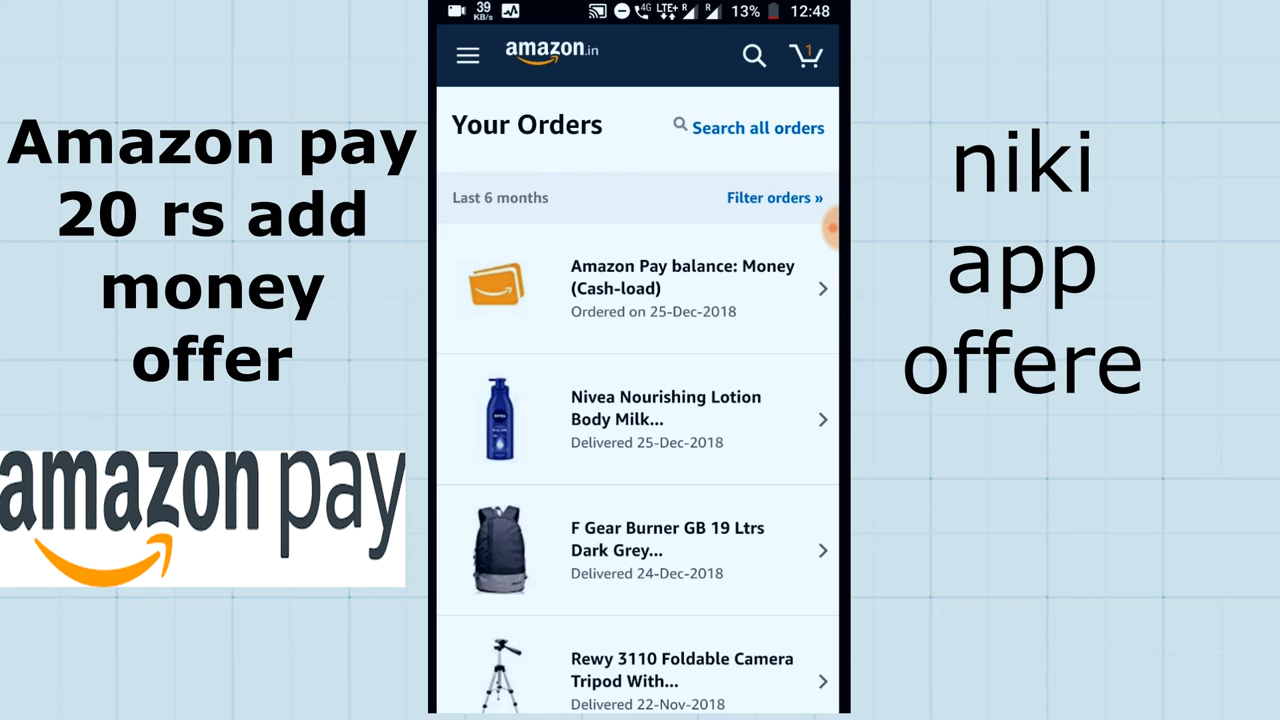 Amazon pay
20 rs add
money
offer
amazon pay
39
KB/s
4G
LTE+
R
R
13%
12:48
amazon.in
1
Your Orders
Search all orders
Last 6 months
Filter orders »
Amazon Pay balance: Money
(Cash-load)
Ordered on 25-Dec-2018
NIVEA
Nivea Nourishing Lotion
Body Milk...
Delivered 25-Dec-2018
F Gear Burner GB 19 Ltrs
Dark Grey...
Delivered 24-Dec-2018
Rewy 3110 Foldable Camera
Tripod With...
Delivered 22-Nov-2018
niki
app
offere